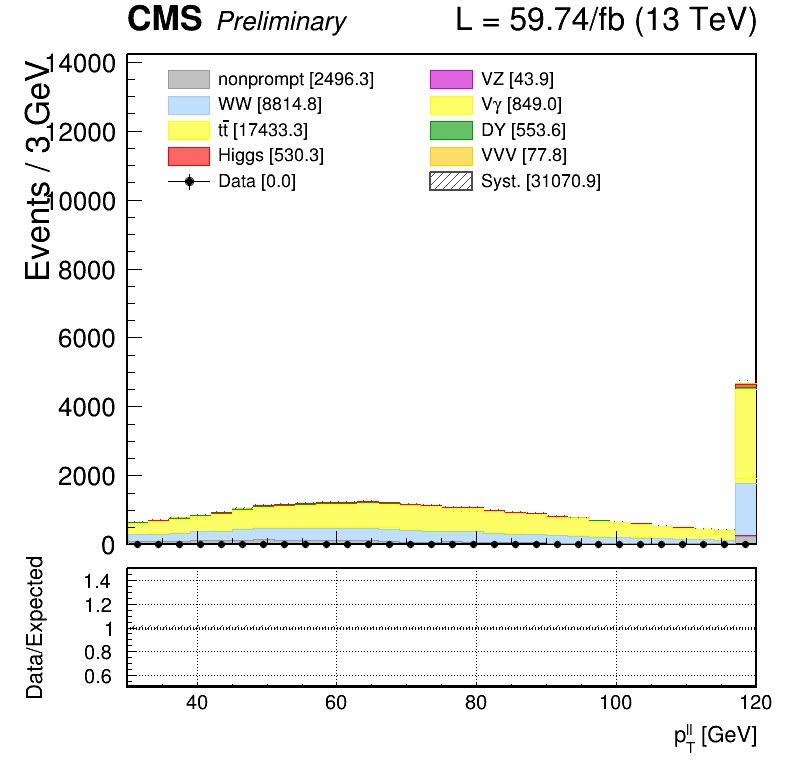 CMS Preliminary L = 59.74/fb (13 TeV)
Events / 3 GeV
14000
12000
10000
8000
6000
4000
2000
0
nonprompt [2496.3]
WW [8814.8]
tt̄ [17433.3]
Higgs [530.3]
Data [0.0]
VZ [43.9]
Vγ [849.0]
DY [553.6]
VVV [77.8]
Syst. [31070.9]
Data/Expected
1.4
1.2
1
0.8
0.6
40 60 80 100 120
p_T^ll [GeV]